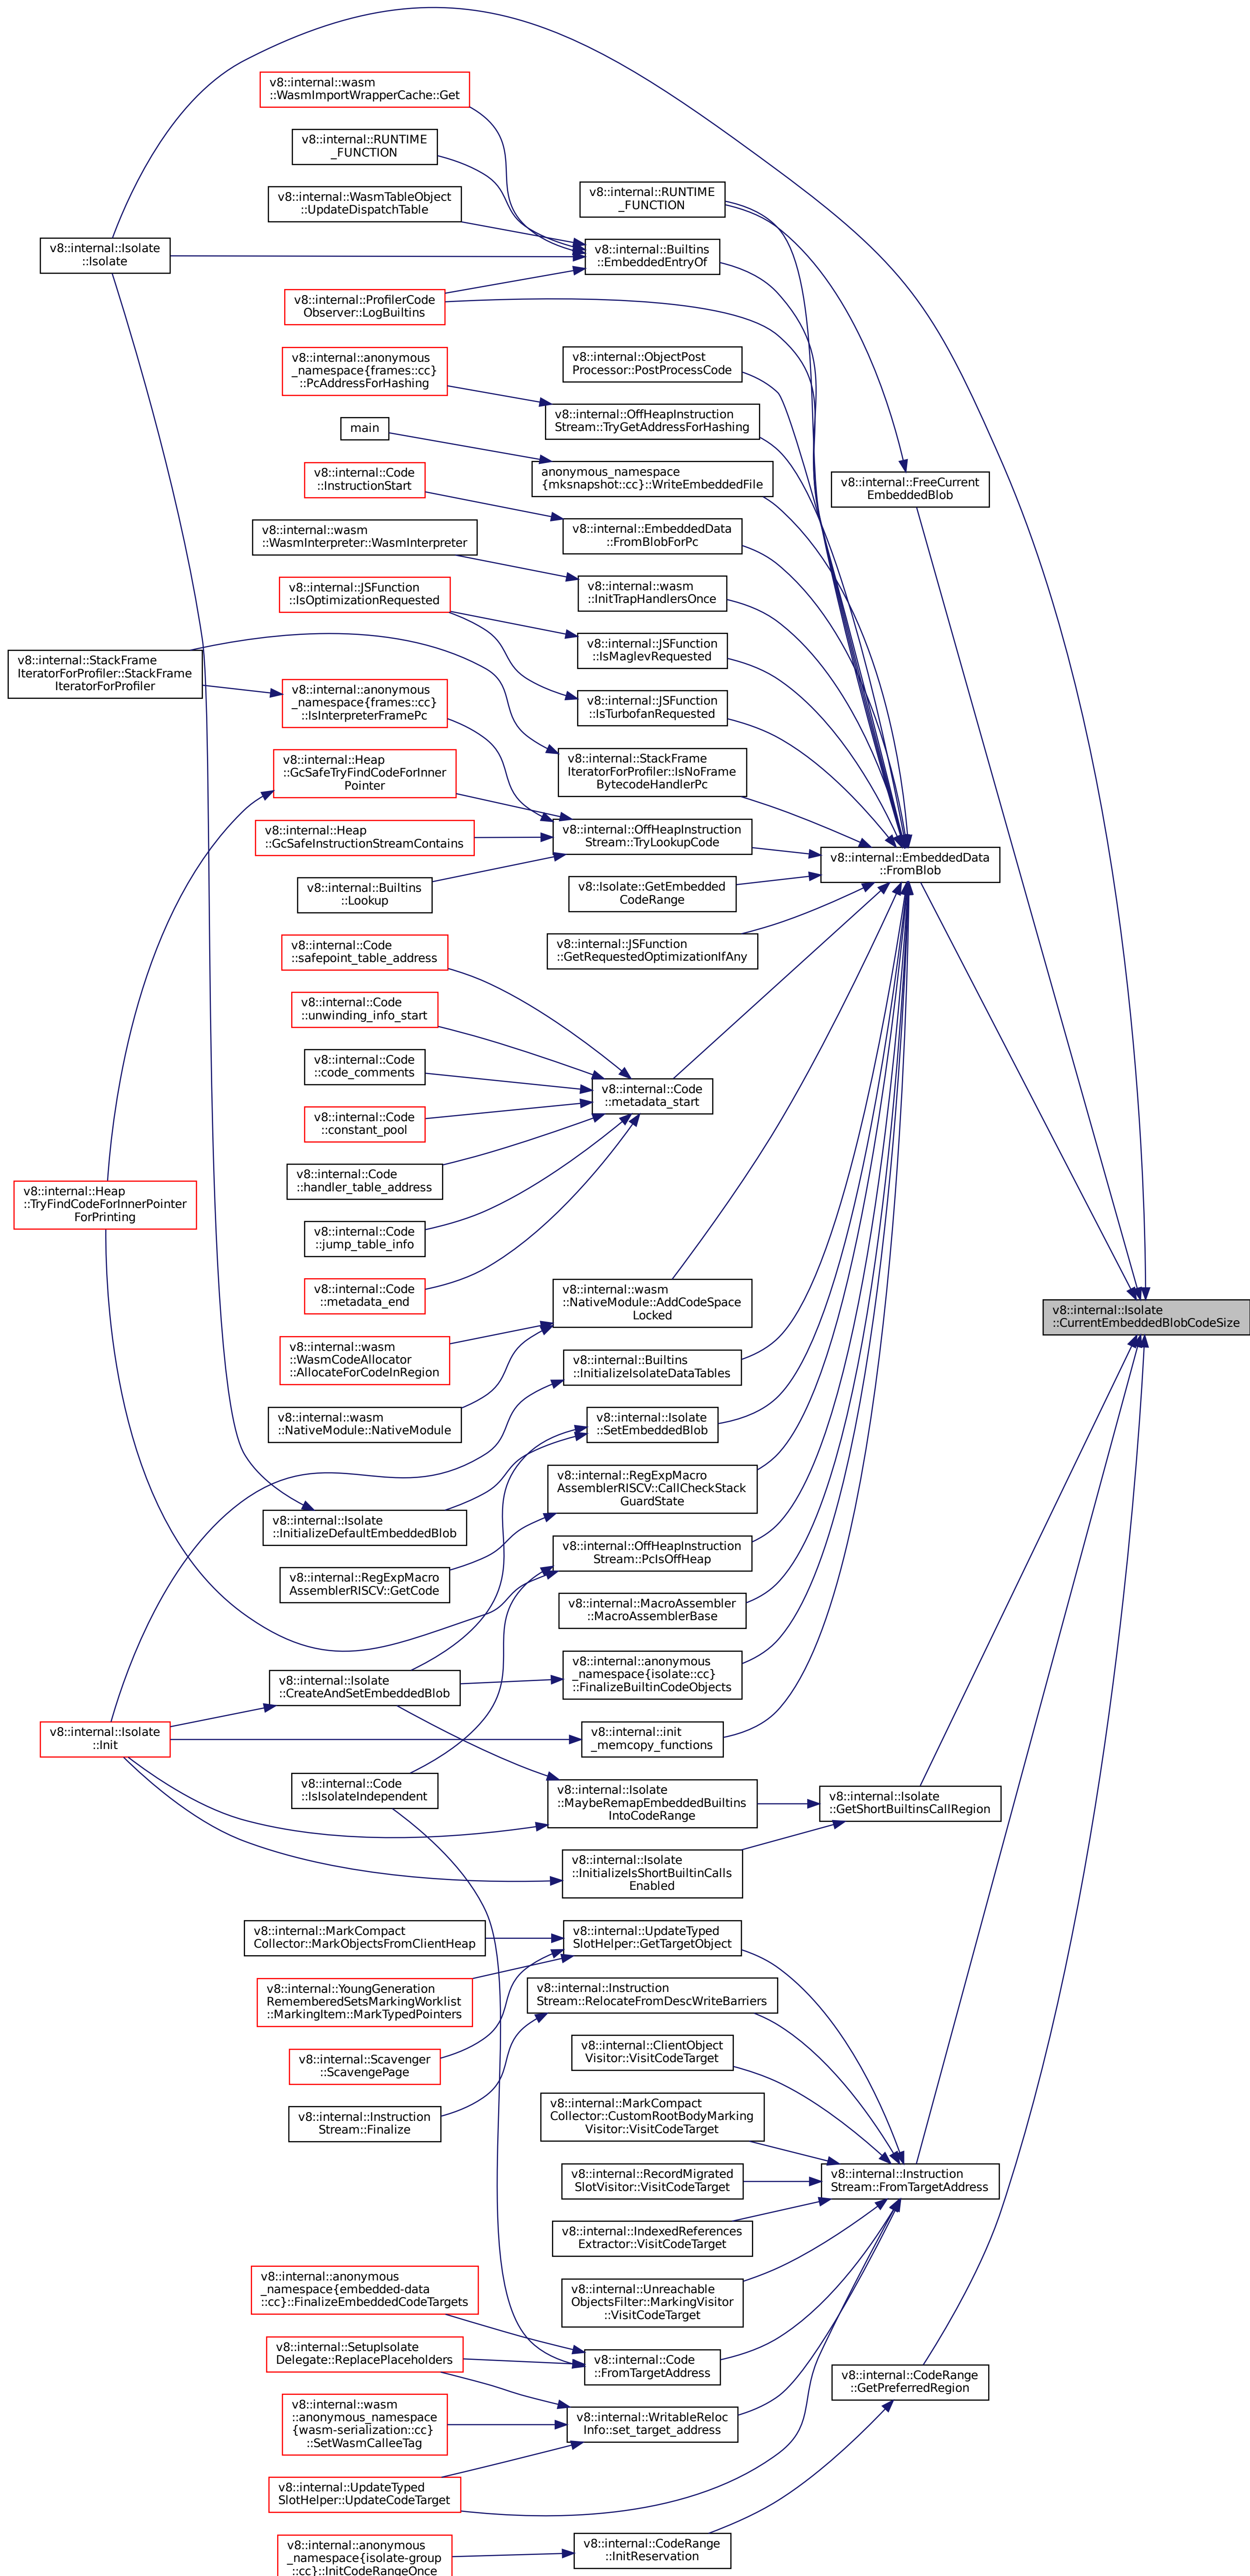 v8::internal::wasm
::WasmImportWrapperCache::Get
v8::internal::RUNTIME
_FUNCTION
v8::internal::RUNTIME
_FUNCTION
v8::internal::WasmTableObject
::UpdateDispatchTable
v8::internal::Isolate
::Isolate
v8::internal::Builtins
::EmbeddedEntryOf
v8::internal::ProfilerCode
Observer::LogBuiltins
v8::internal::anonymous
_namespace{frames::cc}
::PcAddressForHashing
v8::internal::ObjectPost
Processor::PostProcessCode
v8::internal::OffHeapInstruction
Stream::TryGetAddressForHashing
main
anonymous_namespace
{mksnapshot::cc}::WriteEmbeddedFile
v8::internal::FreeCurrent
EmbeddedBlob
v8::internal::Code
::InstructionStart
v8::internal::EmbeddedData
::FromBlobForPc
v8::internal::wasm
::WasmInterpreter::WasmInterpreter
v8::internal::wasm
::InitTrapHandlersOnce
v8::internal::JSFunction
::IsOptimizationRequested
v8::internal::JSFunction
::IsMaglevRequested
v8::internal::StackFrame
IteratorForProfiler::StackFrame
IteratorForProfiler
v8::internal::anonymous
_namespace{frames::cc}
::IsInterpreterFramePc
v8::internal::JSFunction
::IsTurbofanRequested
v8::internal::Heap
::GcSafeTryFindCodeForInner
Pointer
v8::internal::StackFrame
IteratorForProfiler::IsNoFrame
BytecodeHandlerPc
v8::internal::Heap
::GcSafeInstructionStreamContains
v8::internal::OffHeapInstruction
Stream::TryLookupCode
v8::internal::EmbeddedData
::FromBlob
v8::internal::Builtins
::Lookup
v8::Isolate::GetEmbedded
CodeRange
v8::internal::Code
::safepoint_table_address
v8::internal::JSFunction
::GetRequestedOptimizationIfAny
v8::internal::Code
::unwinding_info_start
v8::internal::Code
::code_comments
v8::internal::Code
::metadata_start
v8::internal::Code
::constant_pool
v8::internal::Code
::handler_table_address
v8::internal::Heap
::TryFindCodeForInnerPointer
ForPrinting
v8::internal::Code
::jump_table_info
v8::internal::Code
::metadata_end
v8::internal::wasm
::NativeModule::AddCodeSpace
Locked
v8::internal::Isolate
::CurrentEmbeddedBlobCodeSize
v8::internal::wasm
::WasmCodeAllocator
::AllocateForCodeInRegion
v8::internal::Builtins
::InitializeIsolateDataTables
v8::internal::wasm
::NativeModule::NativeModule
v8::internal::Isolate
::SetEmbeddedBlob
v8::internal::RegExpMacro
AssemblerRISCV::CallCheckStack
GuardState
v8::internal::Isolate
::InitializeDefaultEmbeddedBlob
v8::internal::OffHeapInstruction
Stream::PcIsOffHeap
v8::internal::RegExpMacro
AssemblerRISCV::GetCode
v8::internal::MacroAssembler
::MacroAssemblerBase
v8::internal::Isolate
::CreateAndSetEmbeddedBlob
v8::internal::anonymous
_namespace{isolate::cc}
::FinalizeBuiltinCodeObjects
v8::internal::Isolate
::Init
v8::internal::init
_memcopy_functions
v8::internal::Code
::IsIsolateIndependent
v8::internal::Isolate
::MaybeRemapEmbeddedBuiltins
IntoCodeRange
v8::internal::Isolate
::GetShortBuiltinsCallRegion
v8::internal::Isolate
::InitializeIsShortBuiltinCalls
Enabled
v8::internal::MarkCompact
Collector::MarkObjectsFromClientHeap
v8::internal::UpdateTyped
SlotHelper::GetTargetObject
v8::internal::YoungGeneration
RememberedSetsMarkingWorklist
::MarkingItem::MarkTypedPointers
v8::internal::Instruction
Stream::RelocateFromDescWriteBarriers
v8::internal::Scavenger
::ScavengePage
v8::internal::ClientObject
Visitor::VisitCodeTarget
v8::internal::Instruction
Stream::Finalize
v8::internal::MarkCompact
Collector::CustomRootBodyMarking
Visitor::VisitCodeTarget
v8::internal::RecordMigrated
SlotVisitor::VisitCodeTarget
v8::internal::Instruction
Stream::FromTargetAddress
v8::internal::IndexedReferences
Extractor::VisitCodeTarget
v8::internal::anonymous
_namespace{embedded-data
::cc}::FinalizeEmbeddedCodeTargets
v8::internal::Unreachable
ObjectsFilter::MarkingVisitor
::VisitCodeTarget
v8::internal::SetupIsolate
Delegate::ReplacePlaceholders
v8::internal::Code
::FromTargetAddress
v8::internal::CodeRange
::GetPreferredRegion
v8::internal::wasm
::anonymous_namespace
{wasm-serialization::cc}
::SetWasmCalleeTag
v8::internal::WritableReloc
Info::set_target_address
v8::internal::UpdateTyped
SlotHelper::UpdateCodeTarget
v8::internal::anonymous
_namespace{isolate-group
::cc}::InitCodeRangeOnce
v8::internal::CodeRange
::InitReservation